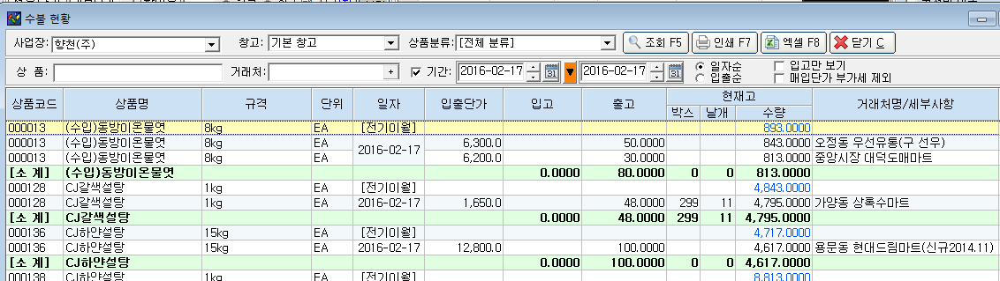 수불 현황
사업장: 향천(주) 창고: 기본 창고 상품분류: [전체 분류] 조회 F5 인쇄 F7 엑셀 F8 닫기 C
상 품: 거래처: + 기간: 2016-02-17 31 2016-02-17 31 일자순 입고만 보기
입출순 매입단가 부가세 제외
상품코드 상품명 규격 단위 일자 입출단가 입고 출고 현재고 거래처명/세부사항
박스 낱개 수량
000013 (수입)동방이온물엿 8kg EA [전기이월] 893.0000
000013 (수입)동방이온물엿 8kg EA 2016-02-17 6,300.0 50.0000 843.0000 오정동 우선유통(구 선우)
000013 (수입)동방이온물엿 8kg EA 6,200.0 30.0000 813.0000 중앙시장 대덕도매마트
[소 계] (수입)동방이온물엿 0.0000 80.0000 0 0 813.0000
000128 CJ갈색설탕 1kg EA [전기이월] 4,843.0000
000128 CJ갈색설탕 1kg EA 2016-02-17 1,650.0 48.0000 299 11 4,795.0000 가양동 상록수마트
[소 계] CJ갈색설탕 0.0000 48.0000 299 11 4,795.0000
000136 CJ하얀설탕 15kg EA [전기이월] 4,717.0000
000136 CJ하얀설탕 15kg EA 2016-02-17 12,800.0 100.0000 4,617.0000 용문동 현대드림마트(신규2014.11)
[소 계] CJ하얀설탕 0.0000 100.0000 0 0 4,617.0000
000138 CJ하얀설탕 1kg EA [전기이월] 8,813.0000